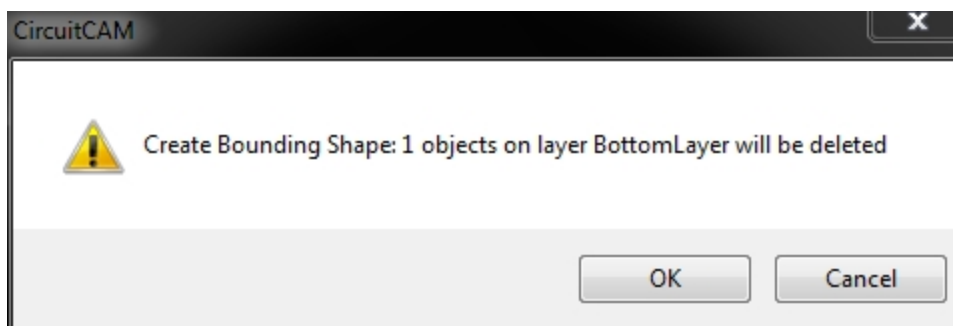 CircuitCAM
Create Bounding Shape: 1 objects on layer BottomLayer will be deleted
OK
Cancel